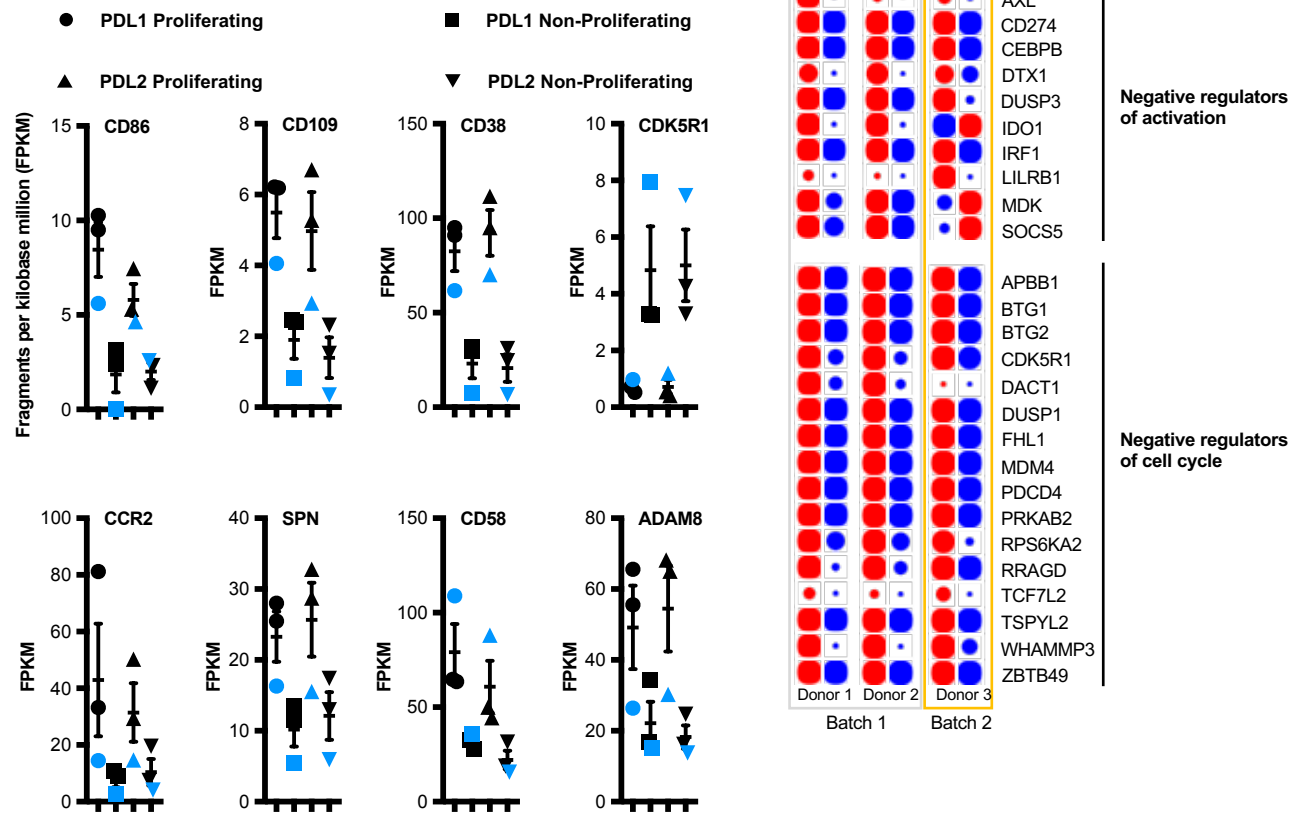 PDL1 Proliferating
PDL1 Non-Proliferating
PDL2 Proliferating
PDL2 Non-Proliferating
Fragments per kilobase million (FPKM)
CD86
15
10
5
0
FPKM
CD109
8
6
4
2
0
FPKM
CD38
150
100
50
0
FPKM
CDK5R1
10
8
6
4
2
0
FPKM
CCR2
100
80
60
40
20
0
FPKM
SPN
40
30
20
10
0
FPKM
CD58
150
100
50
0
FPKM
ADAM8
80
60
40
20
0
AXL
CD274
CEBPB
DTX1
DUSP3
IDO1
IRF1
LILRB1
MDK
SOCS5
Negative regulators
of activation
APBB1
BTG1
BTG2
CDK5R1
DACT1
DUSP1
FHL1
MDM4
PDCD4
PRKAB2
RPS6KA2
RRAGD
TCF7L2
TSPYL2
WHAMMP3
ZBTB49
Negative regulators
of cell cycle
Donor 1 Donor 2 Donor 3
Batch 1 Batch 2